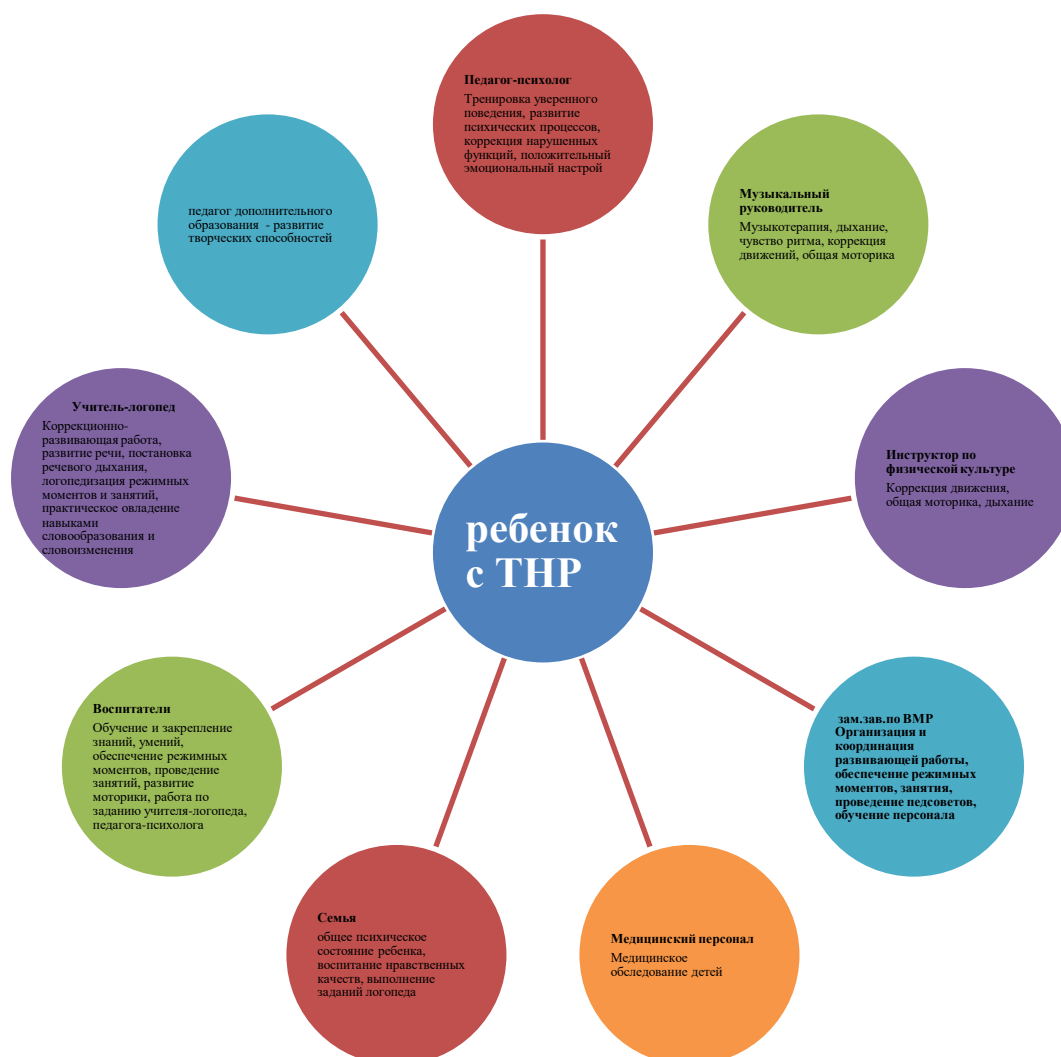 Педагог-психолог
Тренировка уверенного
поведения, развитие
психических процессов,
коррекция нарушенных
функций, положительный
эмоциональный настрой
Музыкальный
руководитель
Музыкотерапия, дыхание,
чувство ритма, коррекция
движений, общая моторика
педагог дополнительного
образования - развитие
творческих способностей
Учитель-логопед
Коррекционно-
развивающая работа,
развитие речи, постановка
речевого дыхания,
логопедизация режимных
моментов и занятий,
практическое овладение
навыками
словообразования и
словоизменения
Инструктор по
физической культуре
Коррекция движения,
общая моторика, дыхание
ребенок
с ТНР
Воспитатели
Обучение и закрепление
знаний, умений,
обеспечение режимных
моментов, проведение
занятий, развитие
моторики, работа по
заданию учителя-логопеда,
педагога-психолога
зам.зав.по ВМР
Организация и
координация
развивающей работы,
обеспечение режимных
моментов, занятия,
проведение педсоветов,
обучение персонала
Семья
общее психическое
состояние ребенка,
воспитание нравственных
качеств, выполнение
заданий логопеда
Медицинский персонал
Медицинское
обследование детей